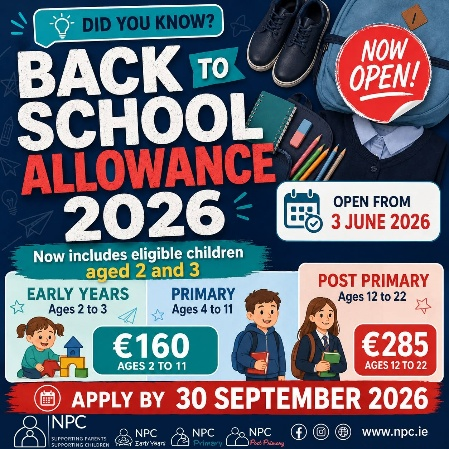 DID YOU KNOW?
BACK TO
SCHOOL
ALLOWANCE
2026
NOW
OPEN!
OPEN FROM
3 JUNE 2026
Now includes eligible children
aged 2 and 3
EARLY YEARS
Ages 2 to 3
PRIMARY
Ages 4 to 11
€160
AGES 2 TO 11
POST PRIMARY
Ages 12 to 22
€285
AGES 12 TO 22
APPLY BY 30 SEPTEMBER 2026
NPC
SUPPORTING PARENTS
SUPPORTING CHILDREN
NPC
Early Years
NPC
Primary
NPC
Post Primary
www.npc.ie